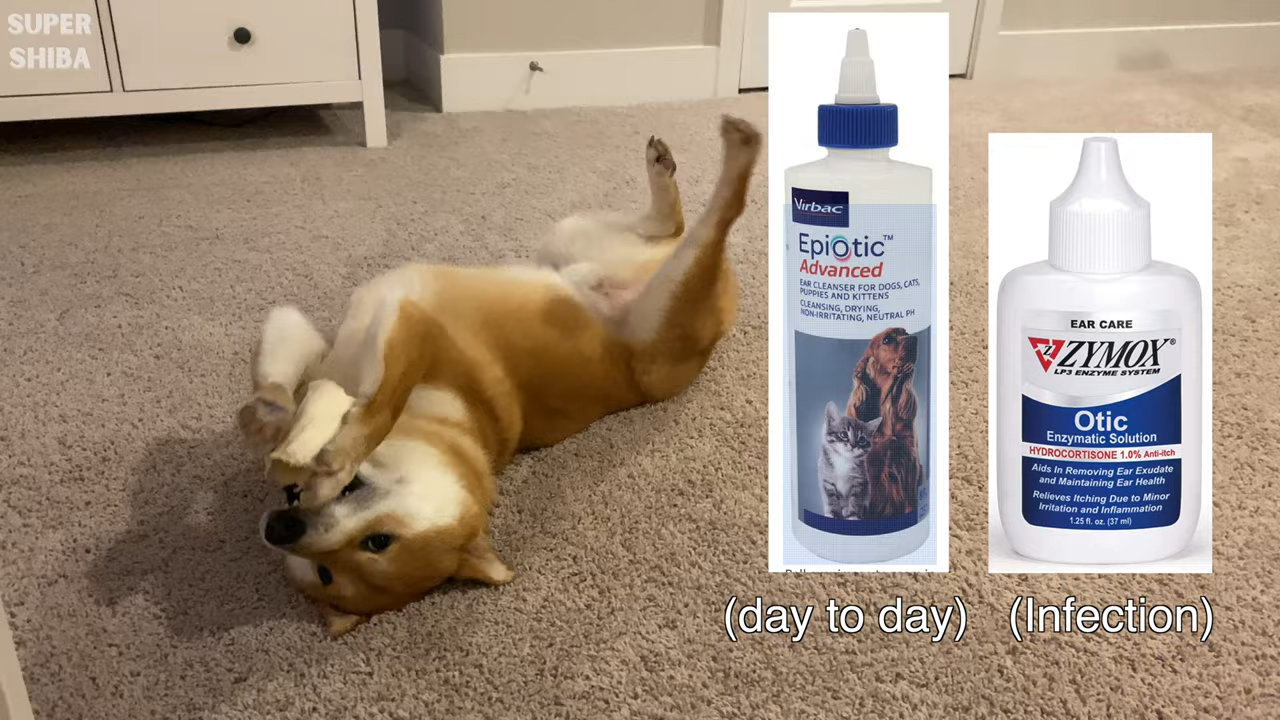 SUPER
SHIBA
Virbac
EpiOtic™
Advanced
EAR CLEANSER FOR DOGS, CATS,
PUPPIES AND KITTENS
CLEANSING, DRYING,
NON-IRRITATING, NEUTRAL PH
EAR CARE
Z ZYMOX®
LP3 ENZYME SYSTEM
Otic
Enzymatic Solution
HYDROCORTISONE 1.0% Anti-itch
Aids In Removing Ear Exudate
and Maintaining Ear Health
Relieves Itching Due to Minor
Irritation and Inflammation
1.25 fl. oz. (37 ml)
(day to day)
(Infection)